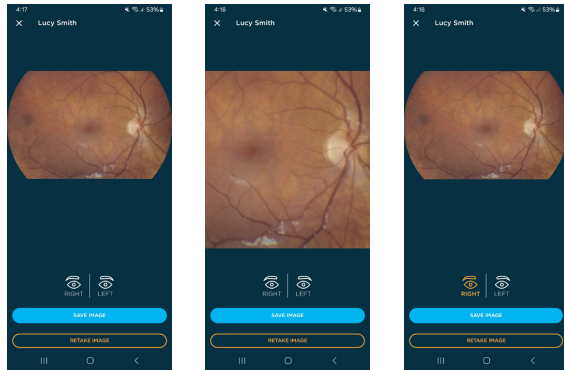 4:17 53%
Lucy Smith
RIGHT LEFT
SAVE IMAGE
RETAKE IMAGE
4:18 53%
Lucy Smith
RIGHT LEFT
SAVE IMAGE
RETAKE IMAGE
4:18 53%
Lucy Smith
RIGHT LEFT
SAVE IMAGE
RETAKE IMAGE